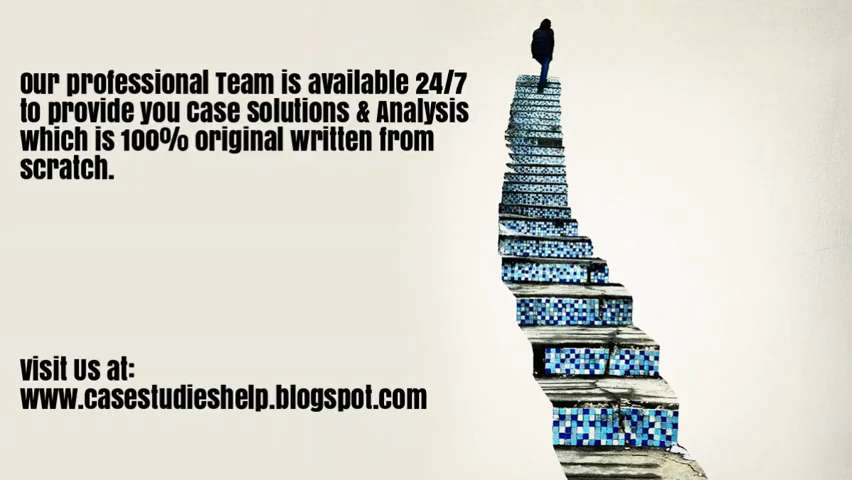 Our professional Team is available 24/7
to provide you Case Solutions & Analysis
which is 100% original written from
scratch.
Visit Us at:
www.casestudieshelp.blogspot.com